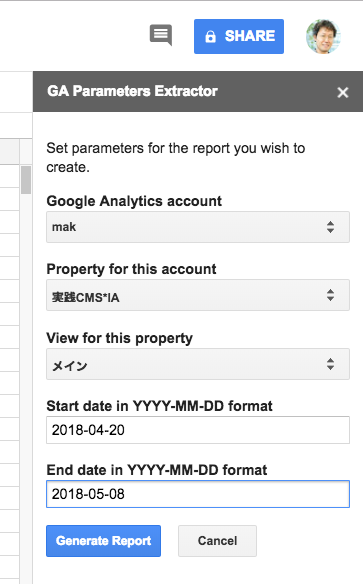 SHARE
GA Parameters Extractor
Set parameters for the report you wish to
create.
Google Analytics account
mak
Property for this account
実践CMS*IA
View for this property
メイン
Start date in YYYY-MM-DD format
2018-04-20
End date in YYYY-MM-DD format
2018-05-08
Generate Report
Cancel